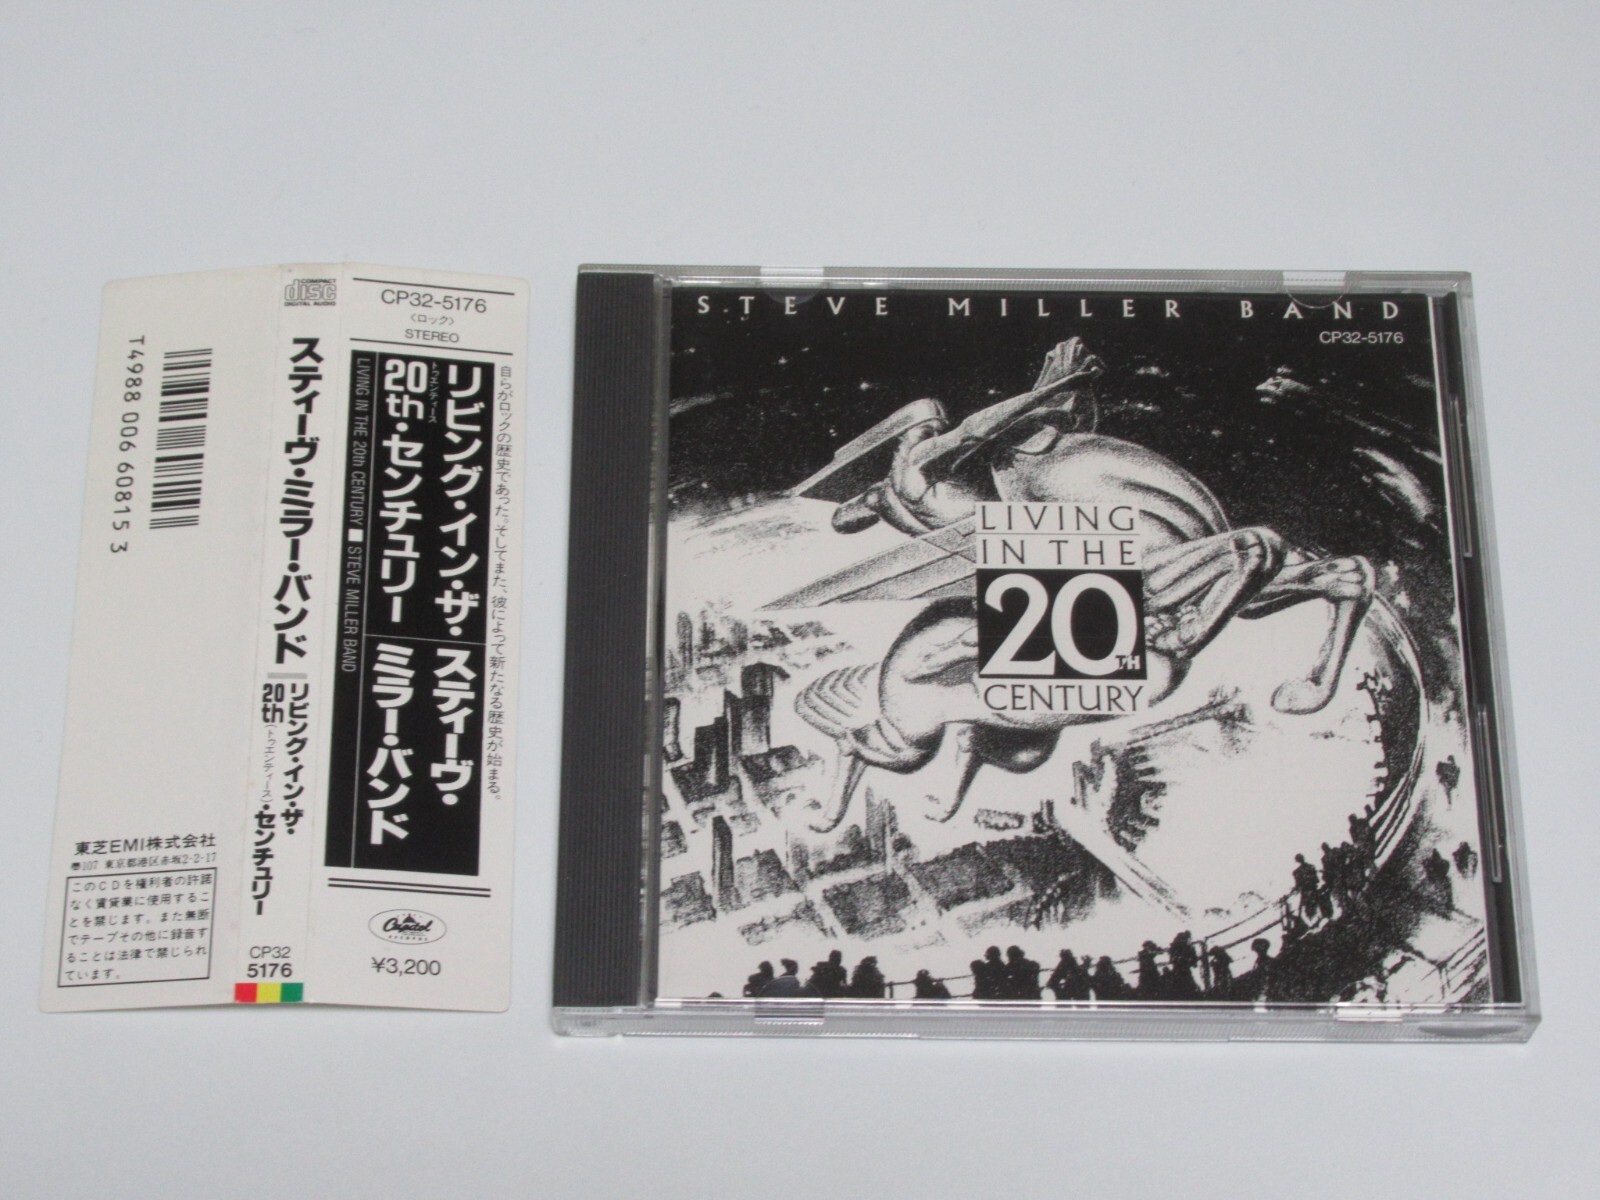 T4988 006 60815 3
東芝EMI株式会社
〠107 東京都港区赤坂2-2-17
このCDを権利者の許諾
なく賃貸業に使用するこ
とを禁じます。また無断
でテープその他に録音す
ることは法律で禁じられ
ています。
COMPACT
disc
DIGITAL AUDIO
スティーヴ・ミラー・バンド
リビング・イン・ザ・
20th(トゥエンティース)・センチュリー
CP32
5176
CP32-5176
〈ロック〉
STEREO
自らがロックの歴史であった。そしてまた、彼によって新たなる歴史が始まる。
リビング・イン・ザ・
トゥエンティース
20th・センチュリー
スティーヴ・
ミラー・バンド
LIVING IN THE 20th CENTURY ■ STEVE MILLER BAND
Capitol
RECORDS
¥3,200
STEVE MILLER BAND
CP32-5176
LIVING
IN THE
20TH
CENTURY